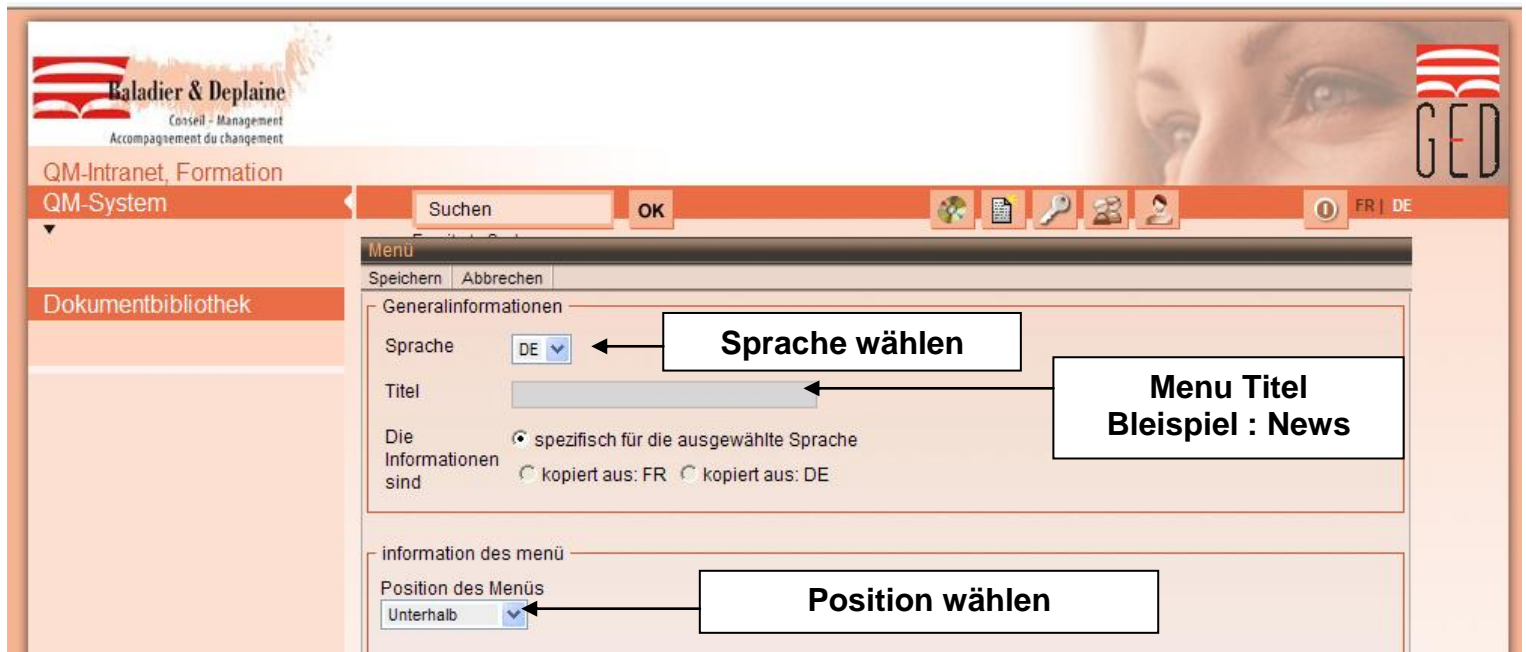 Baladier & Deplaine
Conseil - Management
Accompagnement du changement
GED
QM-Intranet, Formation
QM-System
Suchen
OK
FR | DE
Menü
Speichern Abbrechen
Dokumentbibliothek
Generalinformationen
Sprache DE
Sprache wählen
Titel
Menu Titel
Bleispiel : News
Die Informationen sind
spezifisch für die ausgewählte Sprache
kopiert aus: FR kopiert aus: DE
information des menü
Position des Menüs
Unterhalb
Position wählen